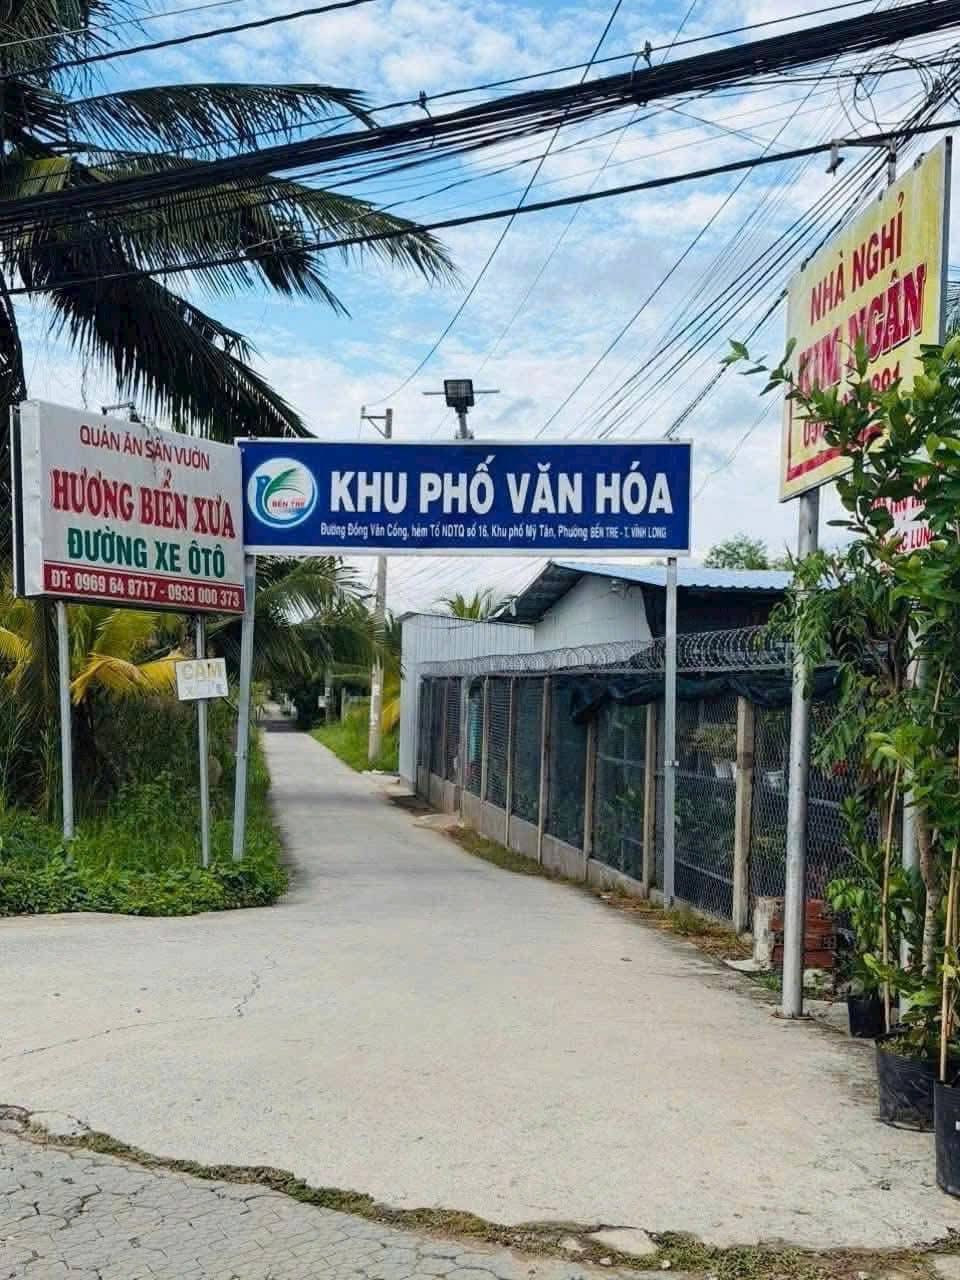 QUÁN ĂN SÂN VƯỜN
HƯƠNG BIỂN XƯA
ĐƯỜNG XE ÔTÔ
ĐT: 0969 64 8717 - 0933 000 373
CẤM
BẾN TRE
KHU PHỐ VĂN HÓA
Đường Đồng Văn Cống, hẻm Tổ NDTQ số 16, Khu phố Mỹ Tân, Phường BẾN TRE - T. VĨNH LONG
NHÀ NGHỈ
KIM NGÂN